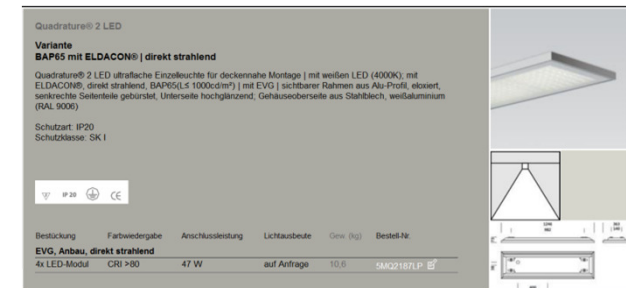 Quadrature® 2 LED
Variante
BAP65 mit ELDACON® | direkt strahlend
Quadrature® 2 LED ultraflache Einzelleuchte für deckennahe Montage | mit weißen LED (4000K); mit
ELDACON®, direkt strahlend, BAP65(L≤ 1000cd/m²) | mit EVG | sichtbarer Rahmen aus Alu-Profil, eloxiert,
senkrechte Seitenteile gebürstet, Unterseite hochglänzend; Gehäuseoberseite aus Stahlblech, weißaluminium
(RAL 9006)
Schutzart: IP20
Schutzklasse: SK I
IP 20 CE
Bestückung Farbwiedergabe Anschlussleistung Lichtausbeute Gew. (kg) Bestell-Nr.
EVG, Anbau, direkt strahlend
4x LED-Modul CRI >80 47 W auf Anfrage 10,6 5MQ2187LP